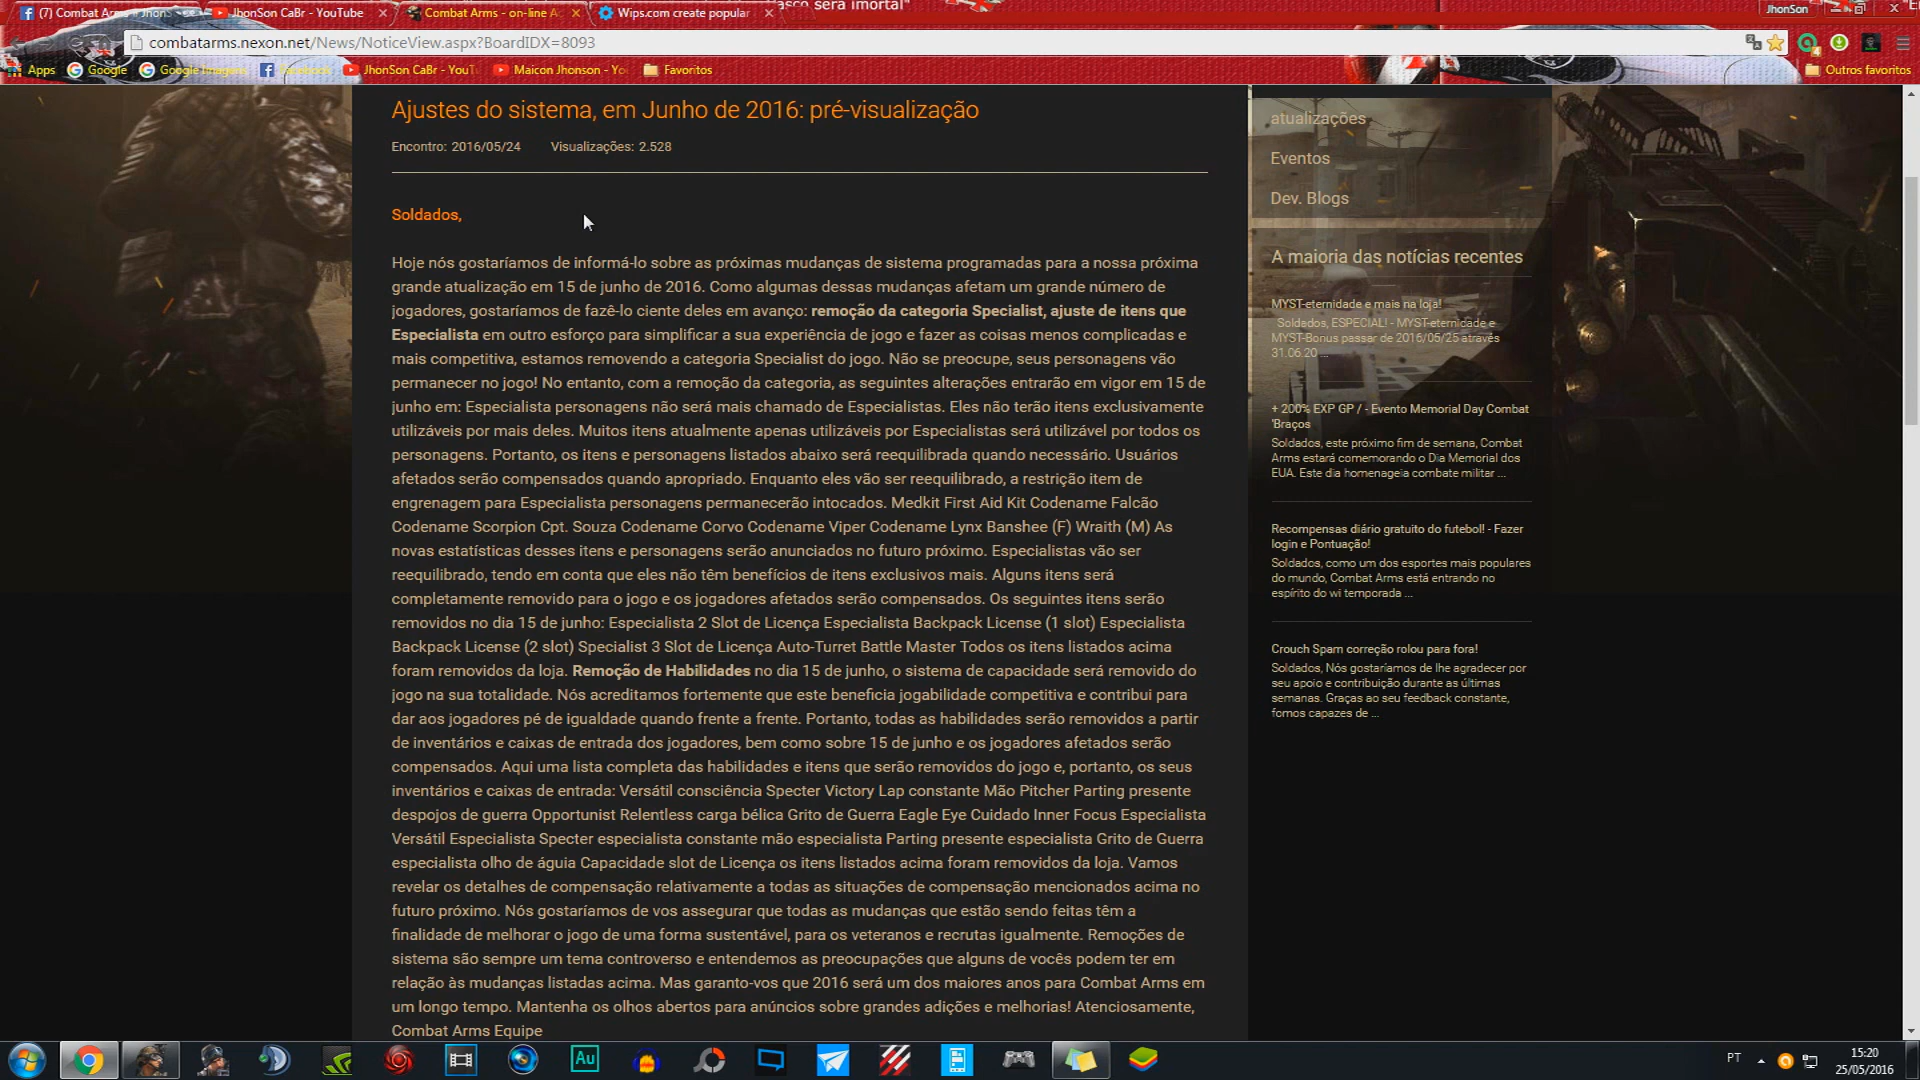 asco será imortal"
(7) Combat Arms
JhonSon CaBr - YouTube
Combat Arms - on-line A
Wips.com create popular
JhonSon
combatarms.nexon.net/News/NoticeView.aspx?BoardIDX=8093
Apps
Google
Google Imagens
JhonSon CaBr - YouT
Maicon Jhonson - Yo
Favoritos
Outros favoritos
Ajustes do sistema, em Junho de 2016: pré-visualização
Encontro: 2016/05/24 Visualizações: 2.528
Soldados,
Hoje nós gostaríamos de informá-lo sobre as próximas mudanças de sistema programadas para a nossa próxima
grande atualização em 15 de junho de 2016. Como algumas dessas mudanças afetam um grande número de
jogadores, gostaríamos de fazê-lo ciente deles em avanço: remoção da categoria Specialist, ajuste de itens que
Especialista em outro esforço para simplificar a sua experiência de jogo e fazer as coisas menos complicadas e
mais competitiva, estamos removendo a categoria Specialist do jogo. Não se preocupe, seus personagens vão
permanecer no jogo! No entanto, com a remoção da categoria, as seguintes alterações entrarão em vigor em 15 de
junho em: Especialista personagens não será mais chamado de Especialistas. Eles não terão itens exclusivamente
utilizáveis por mais deles. Muitos itens atualmente apenas utilizáveis por Especialistas será utilizável por todos os
personagens. Portanto, os itens e personagens listados abaixo será reequilibrada quando necessário. Usuários
afetados serão compensados quando apropriado. Enquanto eles vão ser reequilibrado, a restrição item de
engrenagem para Especialista personagens permanecerão intocados. Medkit First Aid Kit Codename Falcão
Codename Scorpion Cpt. Souza Codename Corvo Codename Viper Codename Lynx Banshee (F) Wraith (M) As
novas estatísticas desses itens e personagens serão anunciados no futuro próximo. Especialistas vão ser
reequilibrado, tendo em conta que eles não têm benefícios de itens exclusivos mais. Alguns itens será
completamente removido para o jogo e os jogadores afetados serão compensados. Os seguintes itens serão
removidos no dia 15 de junho: Especialista 2 Slot de Licença Especialista Backpack License (1 slot) Especialista
Backpack License (2 slot) Specialist 3 Slot de Licença Auto-Turret Battle Master Todos os itens listados acima
foram removidos da loja. Remoção de Habilidades no dia 15 de junho, o sistema de capacidade será removido do
jogo na sua totalidade. Nós acreditamos fortemente que este beneficia jogabilidade competitiva e contribui para
dar aos jogadores pé de igualdade quando frente a frente. Portanto, todas as habilidades serão removidos a partir
de inventários e caixas de entrada dos jogadores, bem como sobre 15 de junho e os jogadores afetados serão
compensados. Aqui uma lista completa das habilidades e itens que serão removidos do jogo e, portanto, os seus
inventários e caixas de entrada: Versátil consciência Specter Victory Lap constante Mão Pitcher Parting presente
despojos de guerra Opportunist Relentless carga bélica Grito de Guerra Eagle Eye Cuidado Inner Focus Especialista
Versátil Especialista Specter especialista constante mão especialista Parting presente especialista Grito de Guerra
especialista olho de águia Capacidade slot de Licença os itens listados acima foram removidos da loja. Vamos
revelar os detalhes de compensação relativamente a todas as situações de compensação mencionados acima no
futuro próximo. Nós gostaríamos de vos assegurar que todas as mudanças que estão sendo feitas têm a
finalidade de melhorar o jogo de uma forma sustentável, para os veteranos e recrutas igualmente. Remoções de
sistema são sempre um tema controverso e entendemos as preocupações que alguns de vocês podem ter em
relação às mudanças listadas acima. Mas garanto-vos que 2016 será um dos maiores anos para Combat Arms em
um longo tempo. Mantenha os olhos abertos para anúncios sobre grandes adições e melhorias! Atenciosamente,
Combat Arms Equipe
atualizações
Eventos
Dev. Blogs
A maioria das notícias recentes
MYST-eternidade e mais na loja!
Soldados, ESPECIAL! - MYST-eternidade e
MYST-Bonus passar de 2016/05/25 através
31.06.20 ...
+ 200% EXP GP / - Evento Memorial Day Combat
'Braços
Soldados, este próximo fim de semana, Combat
Arms estará comemorando o Dia Memorial dos
EUA. Este dia homenageia combate militar ...
Recompensas diário gratuito do futebol! - Fazer
login e Pontuação!
Soldados, como um dos esportes mais populares
do mundo, Combat Arms está entrando no
espírito do wi temporada ...
Crouch Spam correção rolou para fora!
Soldados, Nós gostaríamos de lhe agradecer por
seu apoio e contribuição durante as últimas
semanas. Graças ao seu feedback constante,
fomos capazes de ...
Au
PT
15:20
25/05/2016